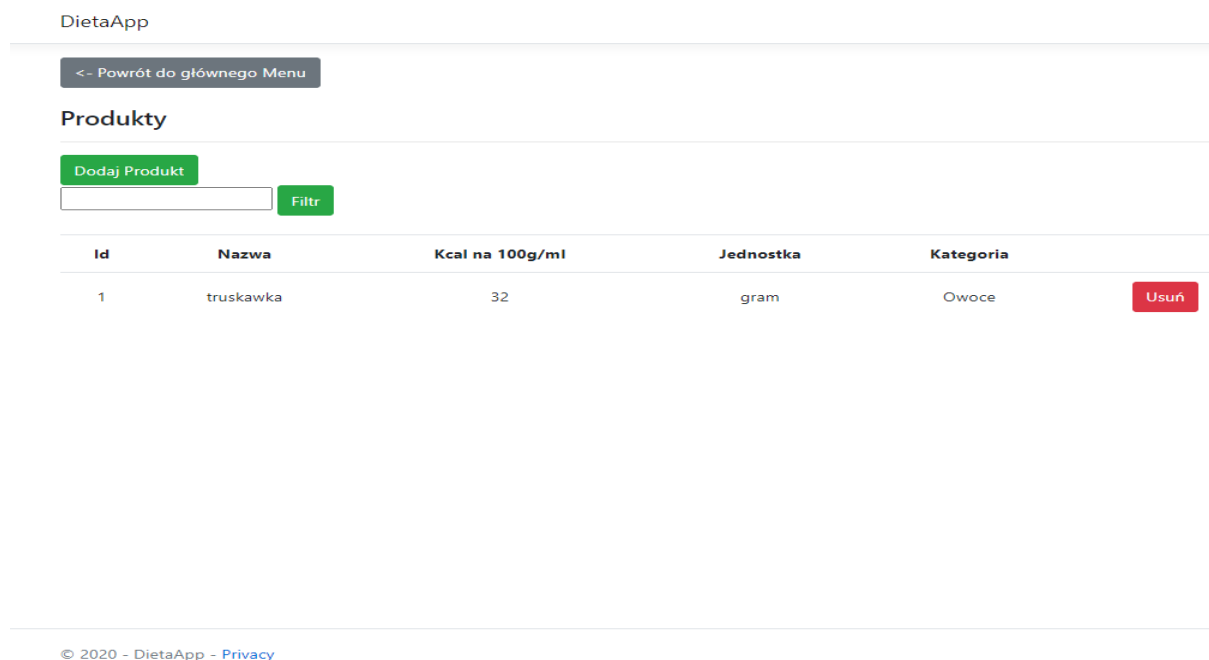 DietaApp
<- Powrót do głównego Menu
Produkty
Dodaj Produkt
Filtr
Id Nazwa Kcal na 100g/ml Jednostka Kategoria
1 truskawka 32 gram Owoce Usuń
© 2020 - DietaApp - Privacy